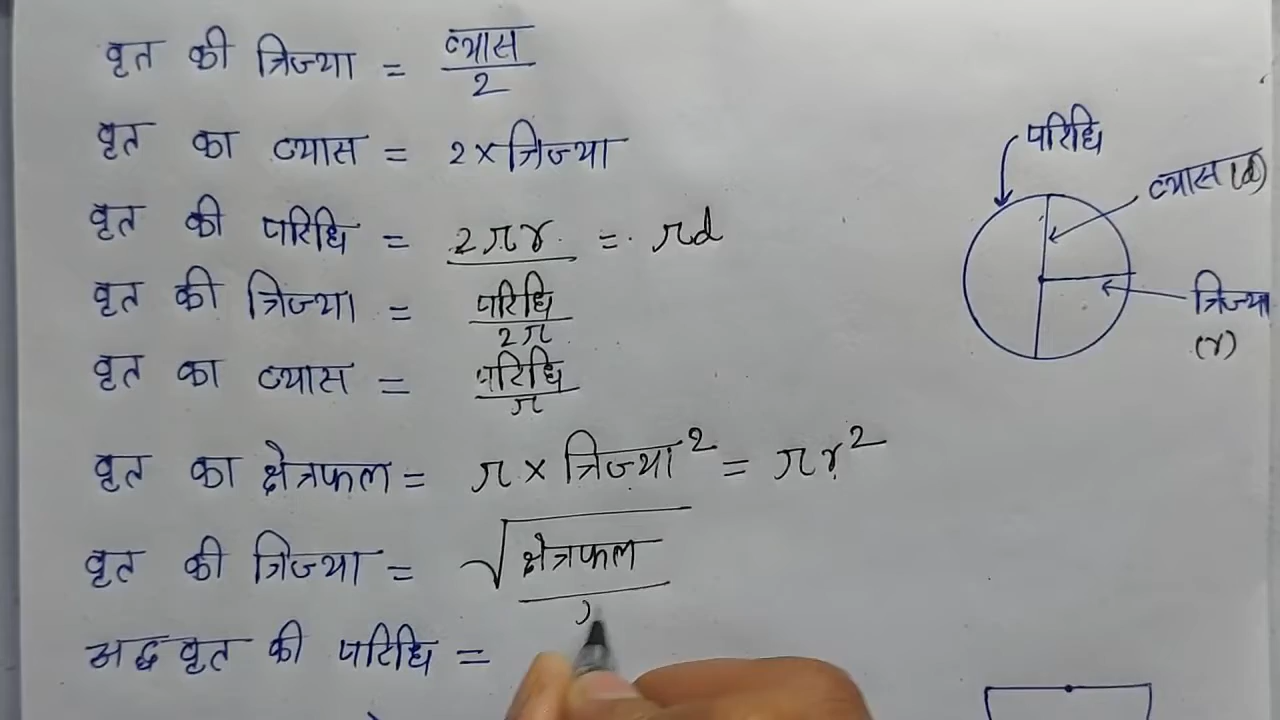 वृत की त्रिज्या = व्यास / 2
वृत का व्यास = 2 × त्रिज्या
वृत की परिधि = 2πr = πd
वृत की त्रिज्या = परिधि / 2π
वृत का व्यास = परिधि / π
वृत का क्षेत्रफल = π × त्रिज्या² = πr²
वृत की त्रिज्या = √क्षेत्रफल /
अर्द्ध वृत की परिधि =
परिधि
व्यास (d)
त्रिज्या
(r)